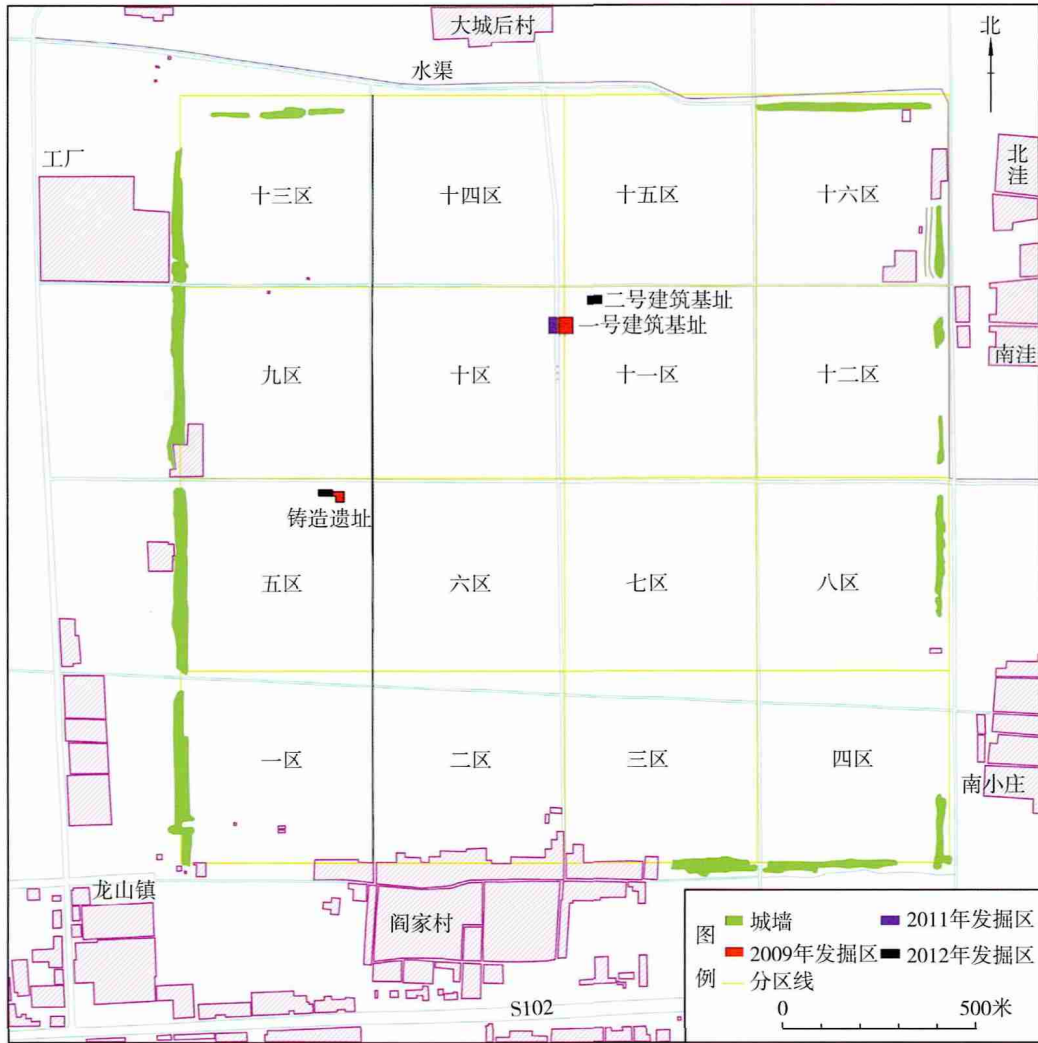 大城后村
北
水渠
工厂
北洼
十三区
十四区
十五区
十六区
二号建筑基址
一号建筑基址
南洼
九区
十区
十一区
十二区
铸造遗址
五区
六区
七区
八区
一区
二区
三区
四区
南小庄
龙山镇
阎家村
S102
图例
城墙
2011年发掘区
2009年发掘区
2012年发掘区
分区线
0
500米